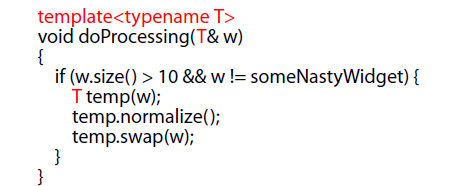 template<typename T>
void doProcessing(T& w)
{
if (w.size() > 10 && w != someNastyWidget) {
T temp(w);
temp.normalize();
temp.swap(w);
}
}